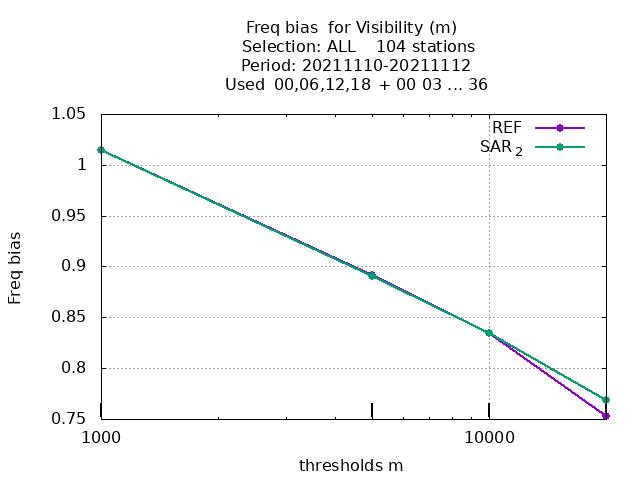 Freq bias  for Visibility (m)
Selection: ALL    104 stations
Period: 20211110-20211112
Used  00,06,12,18 + 00 03 ... 36
REF
SAR 2
1.05
1
0.95
0.9
0.85
0.8
0.75
Freq bias
1000
10000
thresholds m